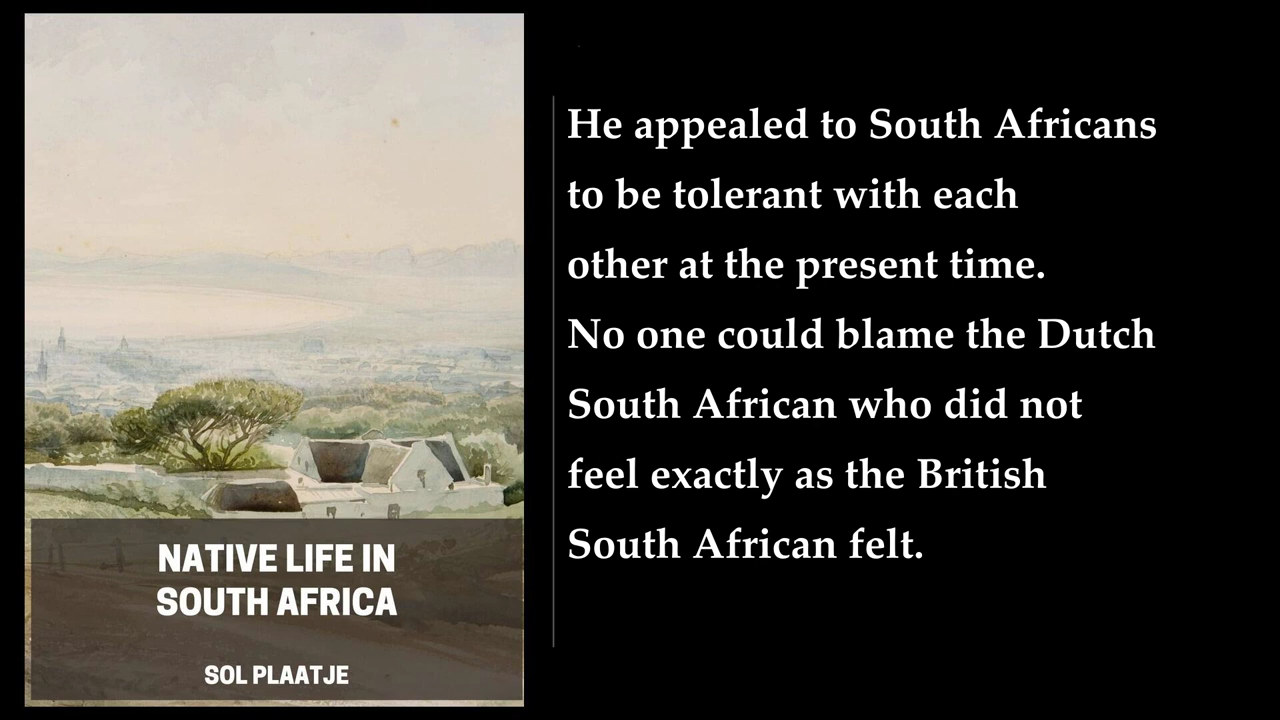 NATIVE LIFE IN
SOUTH AFRICA
SOL PLAATJE
He appealed to South Africans
to be tolerant with each
other at the present time.
No one could blame the Dutch
South African who did not
feel exactly as the British
South African felt.